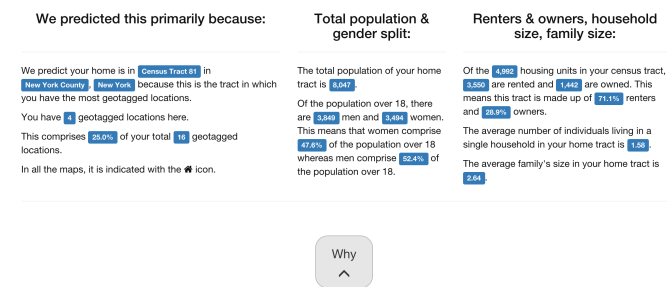 We predicted this primarily because:
We predict your home is in Census Tract 81 in
New York County, New York because this is the tract in which
you have the most geotagged locations.
You have 4 geotagged locations here.
This comprises 25.0% of your total 16 geotagged
locations.
In all the maps, it is indicated with the icon.
Total population &
gender split:
The total population of your home
tract is 8,047.
Of the population over 18, there
are 3,849 men and 3,494 women.
This means that women comprise
47.6% of the population over 18
whereas men comprise 52.4% of
the population over 18.
Renters & owners, household
size, family size:
Of the 4,992 housing units in your census tract,
3,550 are rented and 1,442 are owned. This
means this tract is made up of 71.1% renters
and 28.9% owners.
The average number of individuals living in a
single household in your home tract is 1.58.
The average family's size in your home tract is
2.64.
Why